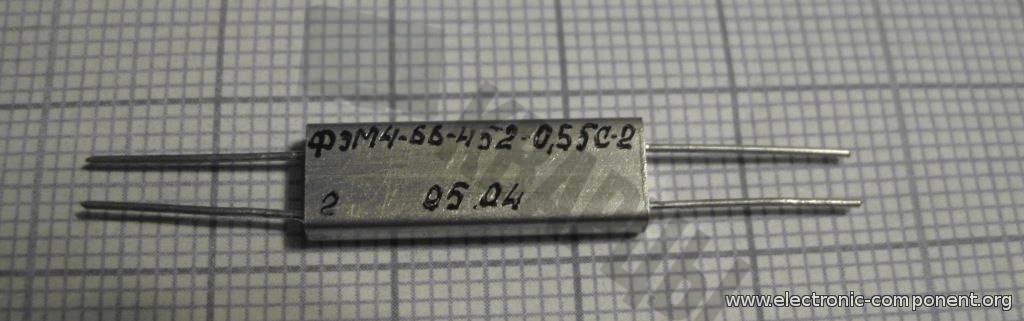 ФЭМ4-66-452-0,55С-2
2 05.04
www.electronic-component.org